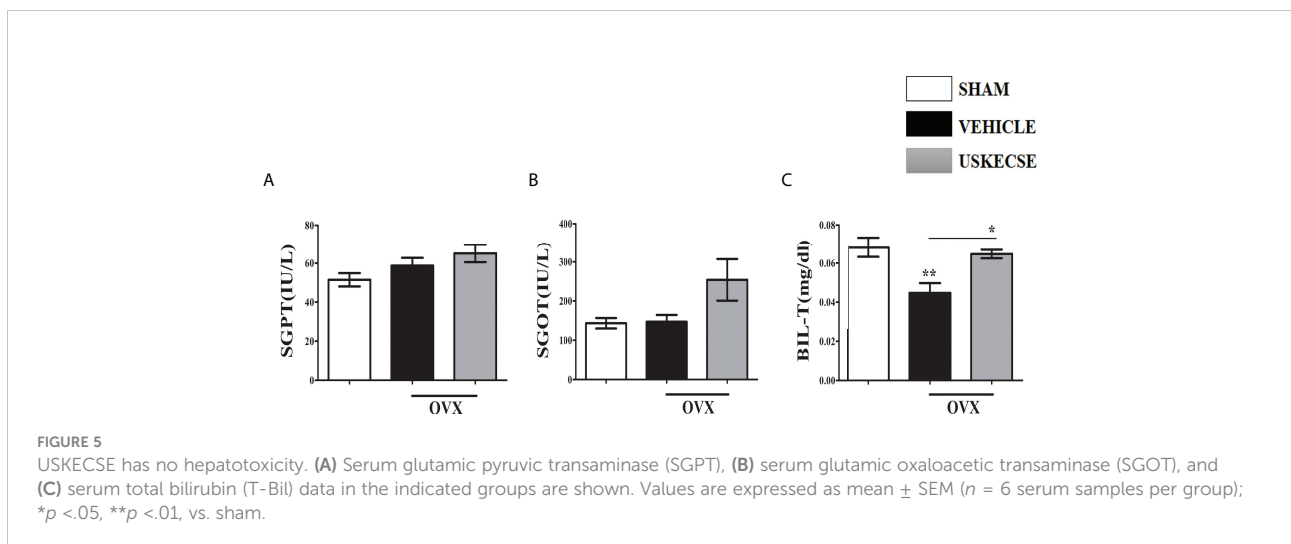 SHAM
VEHICLE
USKECSE
A
B
C
SGPT(IU/L)
80
60
40
20
0
OVX
SGOT(IU/L)
400
300
200
100
0
OVX
BIL-T(mg/dl)
0.08
0.06
0.04
0.02
0.00
**
*
OVX
FIGURE 5
USKECSE has no hepatotoxicity. (A) Serum glutamic pyruvic transaminase (SGPT), (B) serum glutamic oxaloacetic transaminase (SGOT), and
(C) serum total bilirubin (T-Bil) data in the indicated groups are shown. Values are expressed as mean ± SEM (n = 6 serum samples per group);
*p <.05, **p <.01, vs. sham.